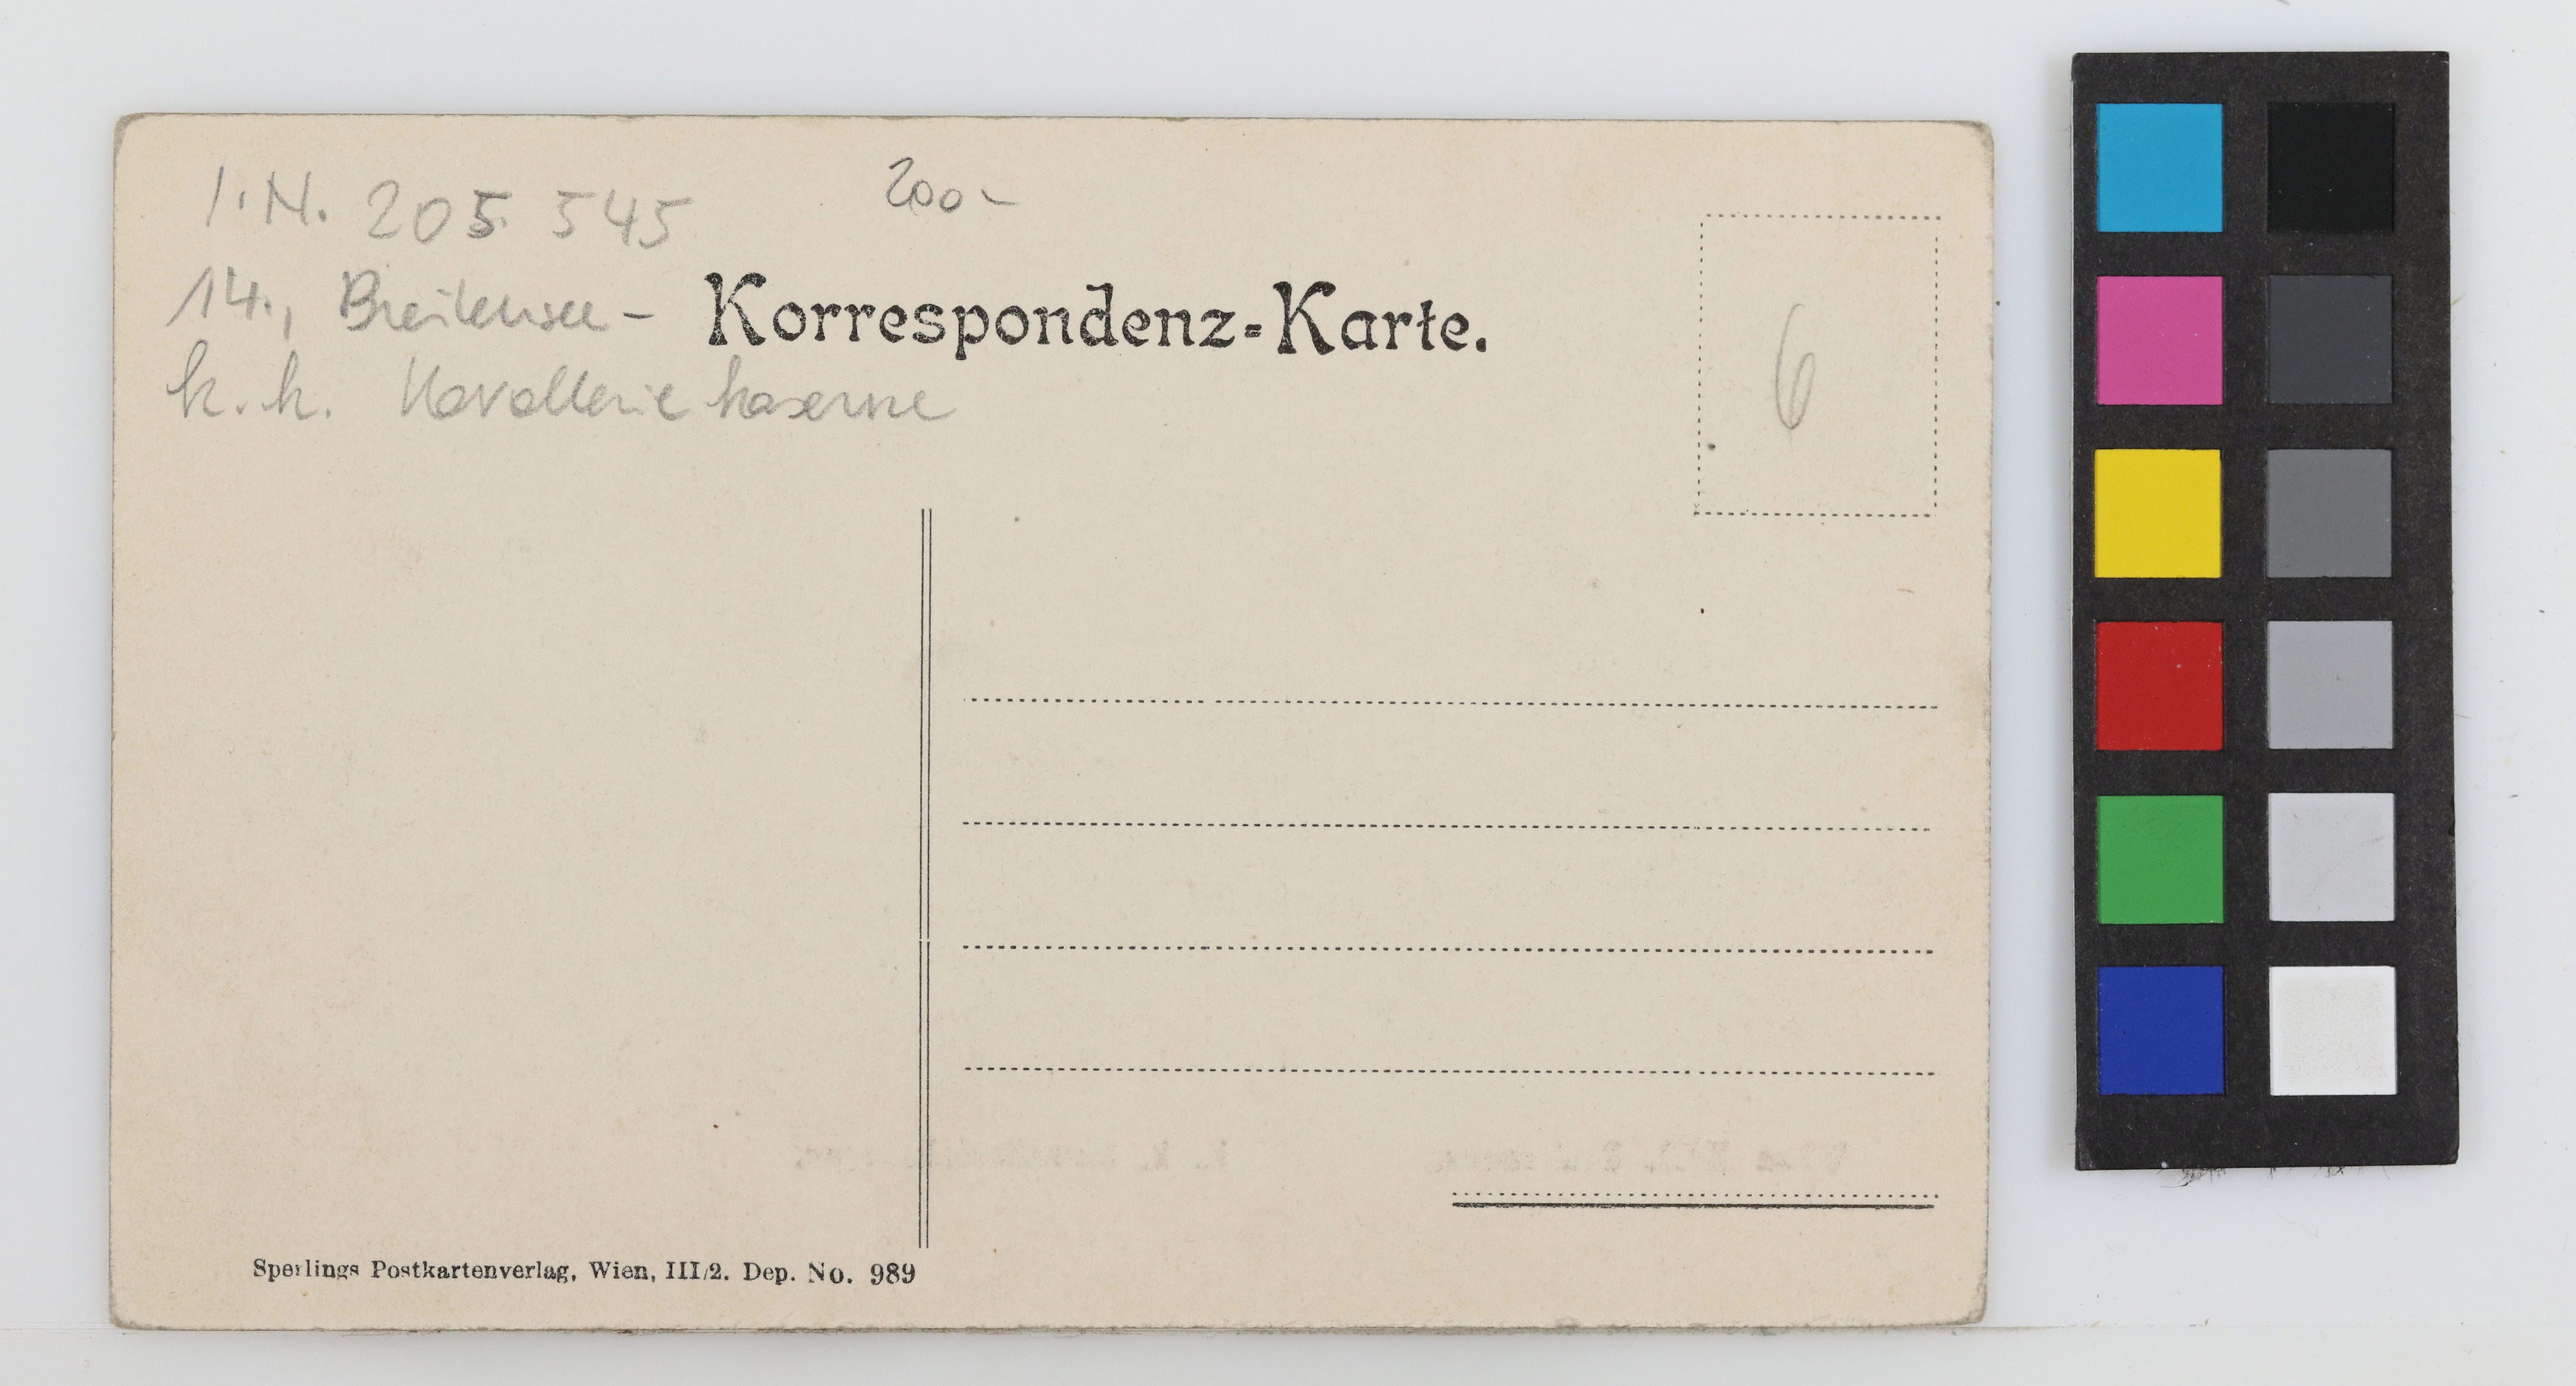 I.N. 205 545
200-
14., Breitensee -
k.k. Kavalleriekaserne
Korrespondenz-Karte.
6
Sperlings Postkartenverlag, Wien, III/2. Dep. No. 989